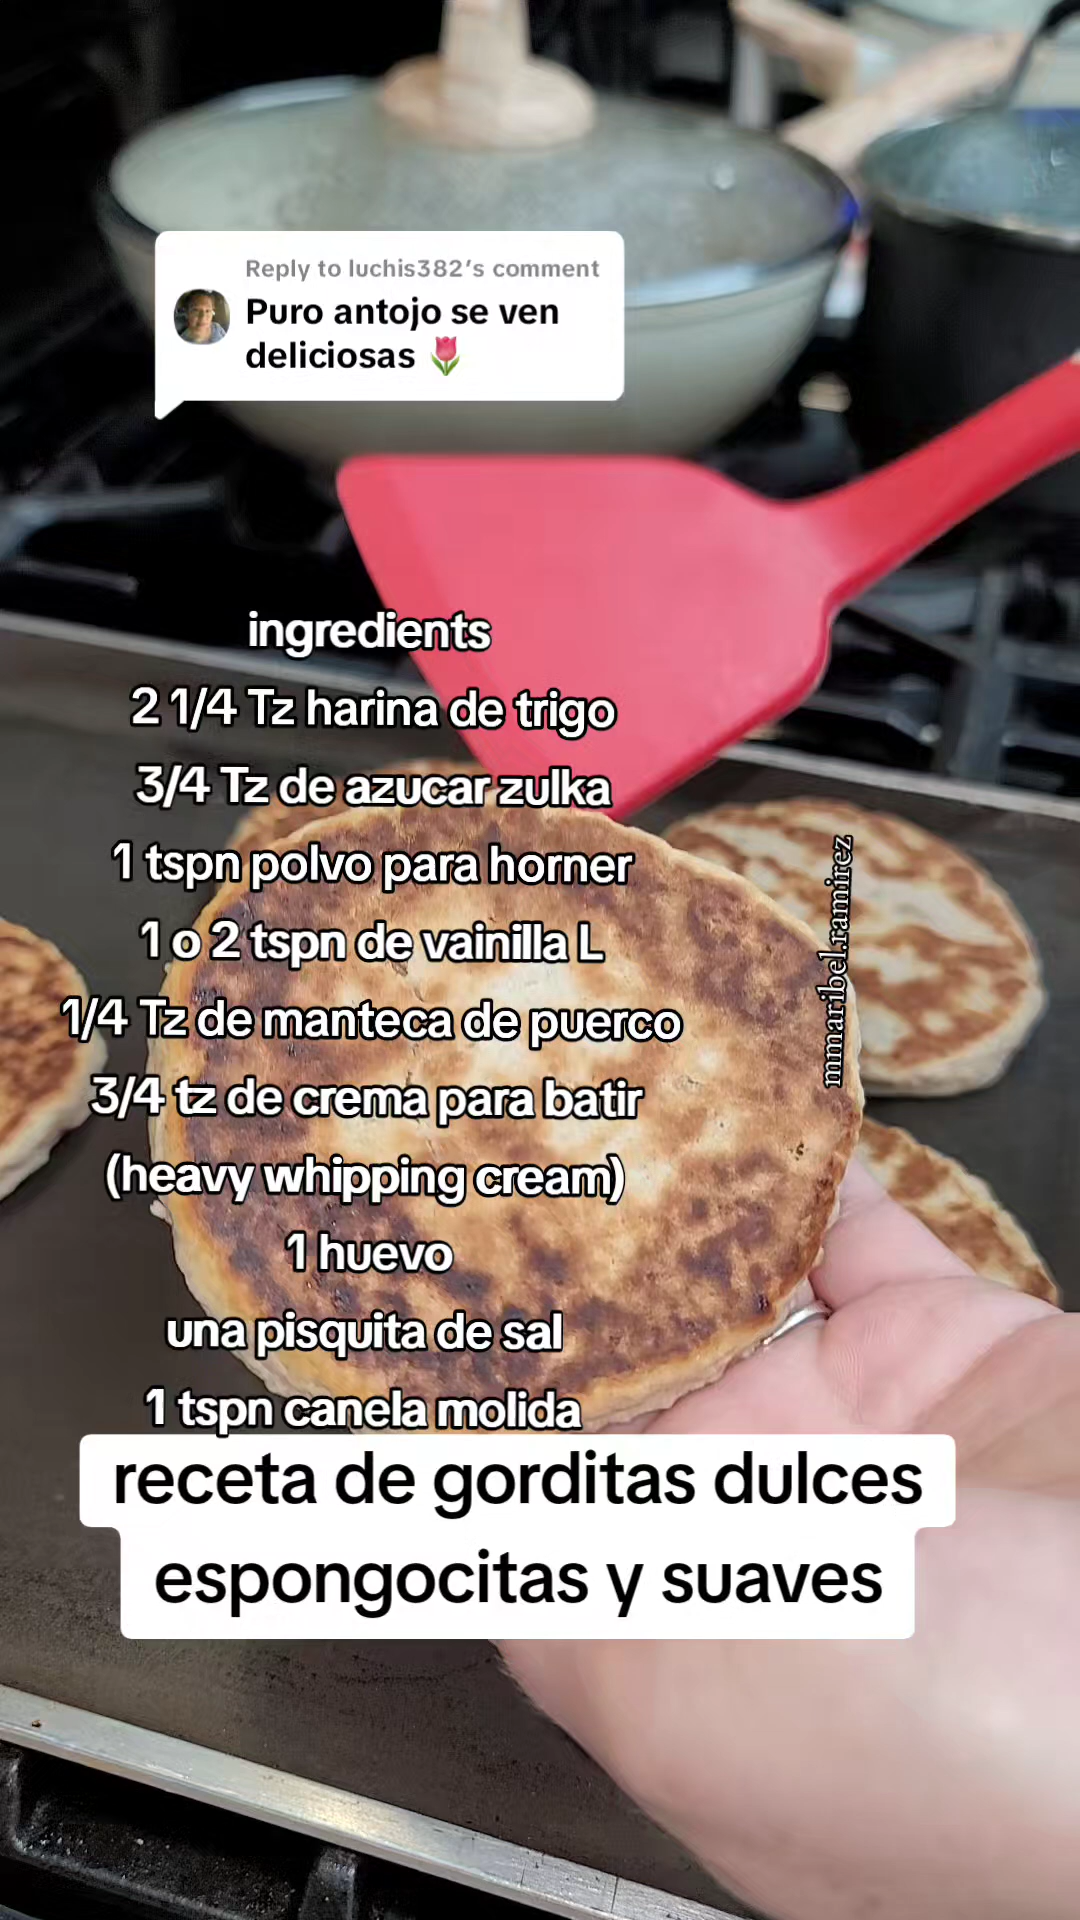 Reply to luchis382's comment
Puro antojo se ven
deliciosas 🌷
ingredients
2 1/4 Tz harina de trigo
3/4 Tz de azucar zulka
1 tspn polvo para horner
1 o 2 tspn de vainilla L
1/4 Tz de manteca de puerco
3/4 tz de crema para batir
(heavy whipping cream)
1 huevo
una pisquita de sal
1 tspn canela molida
mmaribel.ramirez
receta de gorditas dulces
espongocitas y suaves